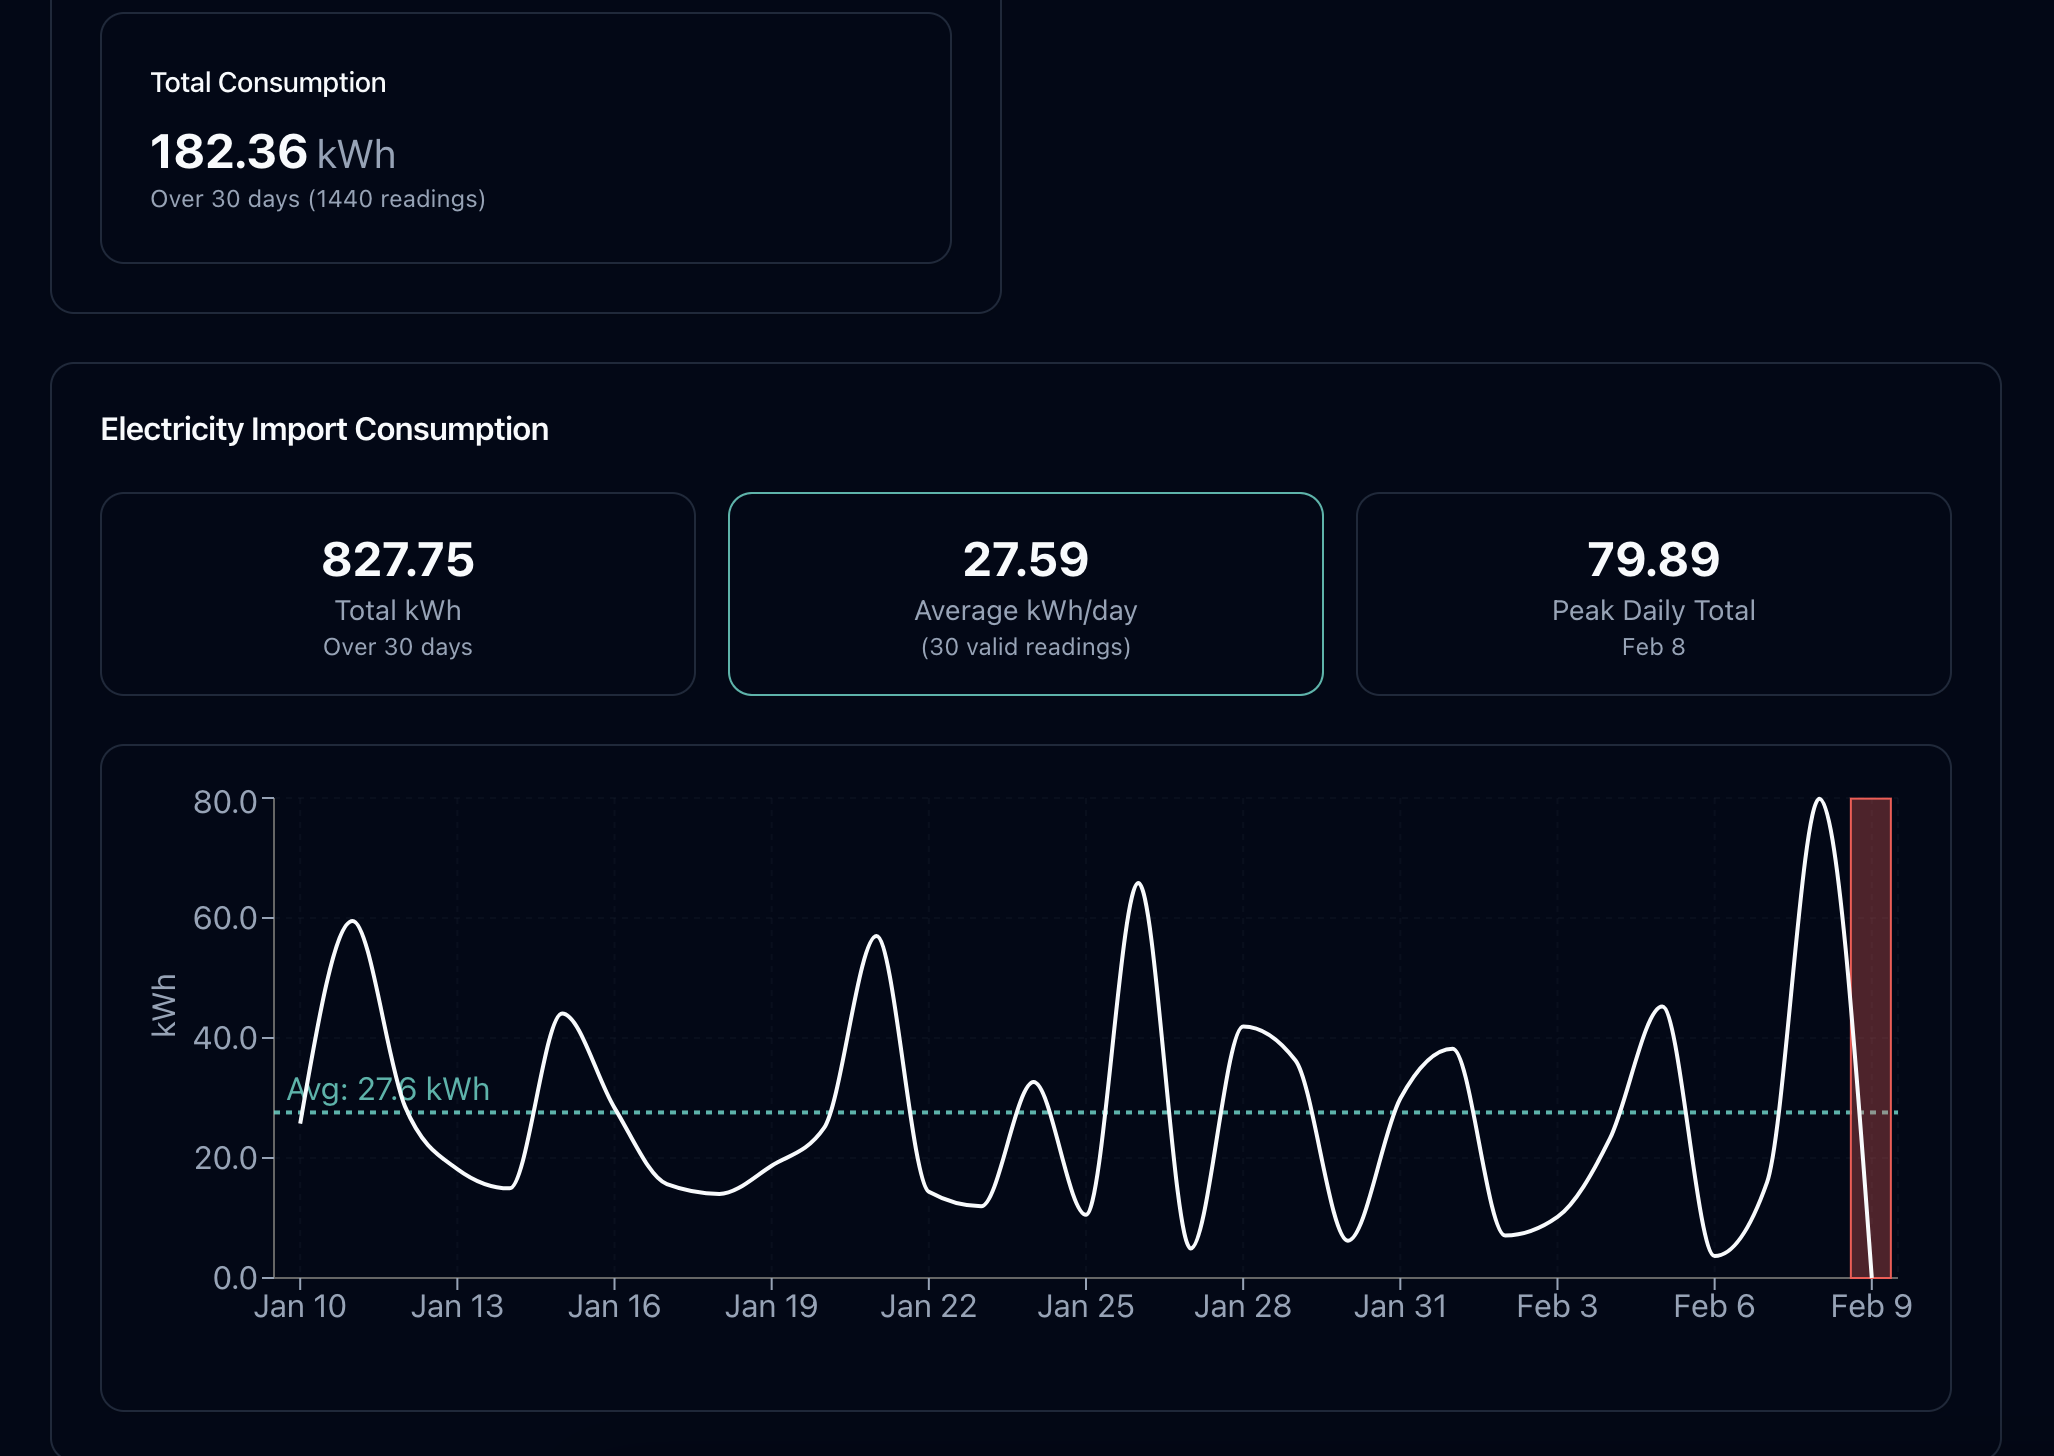 Total Consumption
182.36 kWh
Over 30 days (1440 readings)
Electricity Import Consumption
827.75
Total kWh
Over 30 days
27.59
Average kWh/day
(30 valid readings)
79.89
Peak Daily Total
Feb 8
80.0
60.0
40.0
20.0
0.0
kWh
Avg: 27.6 kWh
Jan 10
Jan 13
Jan 16
Jan 19
Jan 22
Jan 25
Jan 28
Jan 31
Feb 3
Feb 6
Feb 9